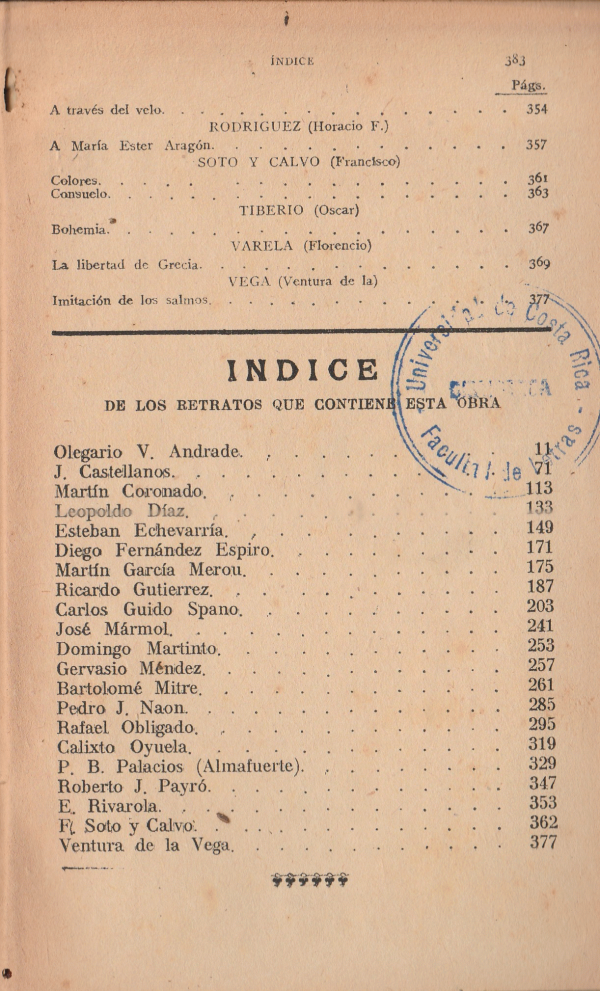 ÍNDICE 383
Págs.
A través del velo. . . . . . . . . . . . . . 354
RODRIGUEZ (Horacio F.)
A María Ester Aragón. . . . . . . . . . . . 357
SOTO Y CALVO (Francisco)
Colores. . . . . . . . . . . . . . . . 361
Consuelo. . . . . . . . . . . . . . . . 363
TIBERIO (Oscar)
Bohemia. . . . . . . . . . . . . . . . 367
VARELA (Florencio)
La libertad de Grecia. . . . . . . . . . . . 369
VEGA (Ventura de la)
Imitación de los salmos. . . . . . . . . . . . 377
INDICE
DE LOS RETRATOS QUE CONTIENE ESTA OBRA
Olegario V. Andrade. . . . . . . . . . 11
J. Castellanos. . . . . . . . . . . . 71
Martín Coronado. . . . . . . . . . . 113
Leopoldo Díaz. . . . . . . . . . . . 133
Esteban Echevarría. . . . . . . . . . 149
Diego Fernández Espiro. . . . . . . . . 171
Martín García Merou. . . . . . . . . . 175
Ricardo Gutierrez. . . . . . . . . . . 187
Carlos Guido Spano. . . . . . . . . . 203
José Mármol. . . . . . . . . . . . . 241
Domingo Martinto. . . . . . . . . . . 253
Gervasio Méndez. . . . . . . . . . . 257
Bartolomé Mitre. . . . . . . . . . . 261
Pedro J. Naon. . . . . . . . . . . . 285
Rafael Obligado. . . . . . . . . . . 295
Calixto Oyuela. . . . . . . . . . . . 319
P. B. Palacios (Almafuerte). . . . . . . . 329
Roberto J. Payró. . . . . . . . . . . 347
E. Rivarola. . . . . . . . . . . . . 353
F. Soto y Calvo. . . . . . . . . . . . 362
Ventura de la Vega. . . . . . . . . . 377
Universidad de Costa Rica
Facultad de Letras